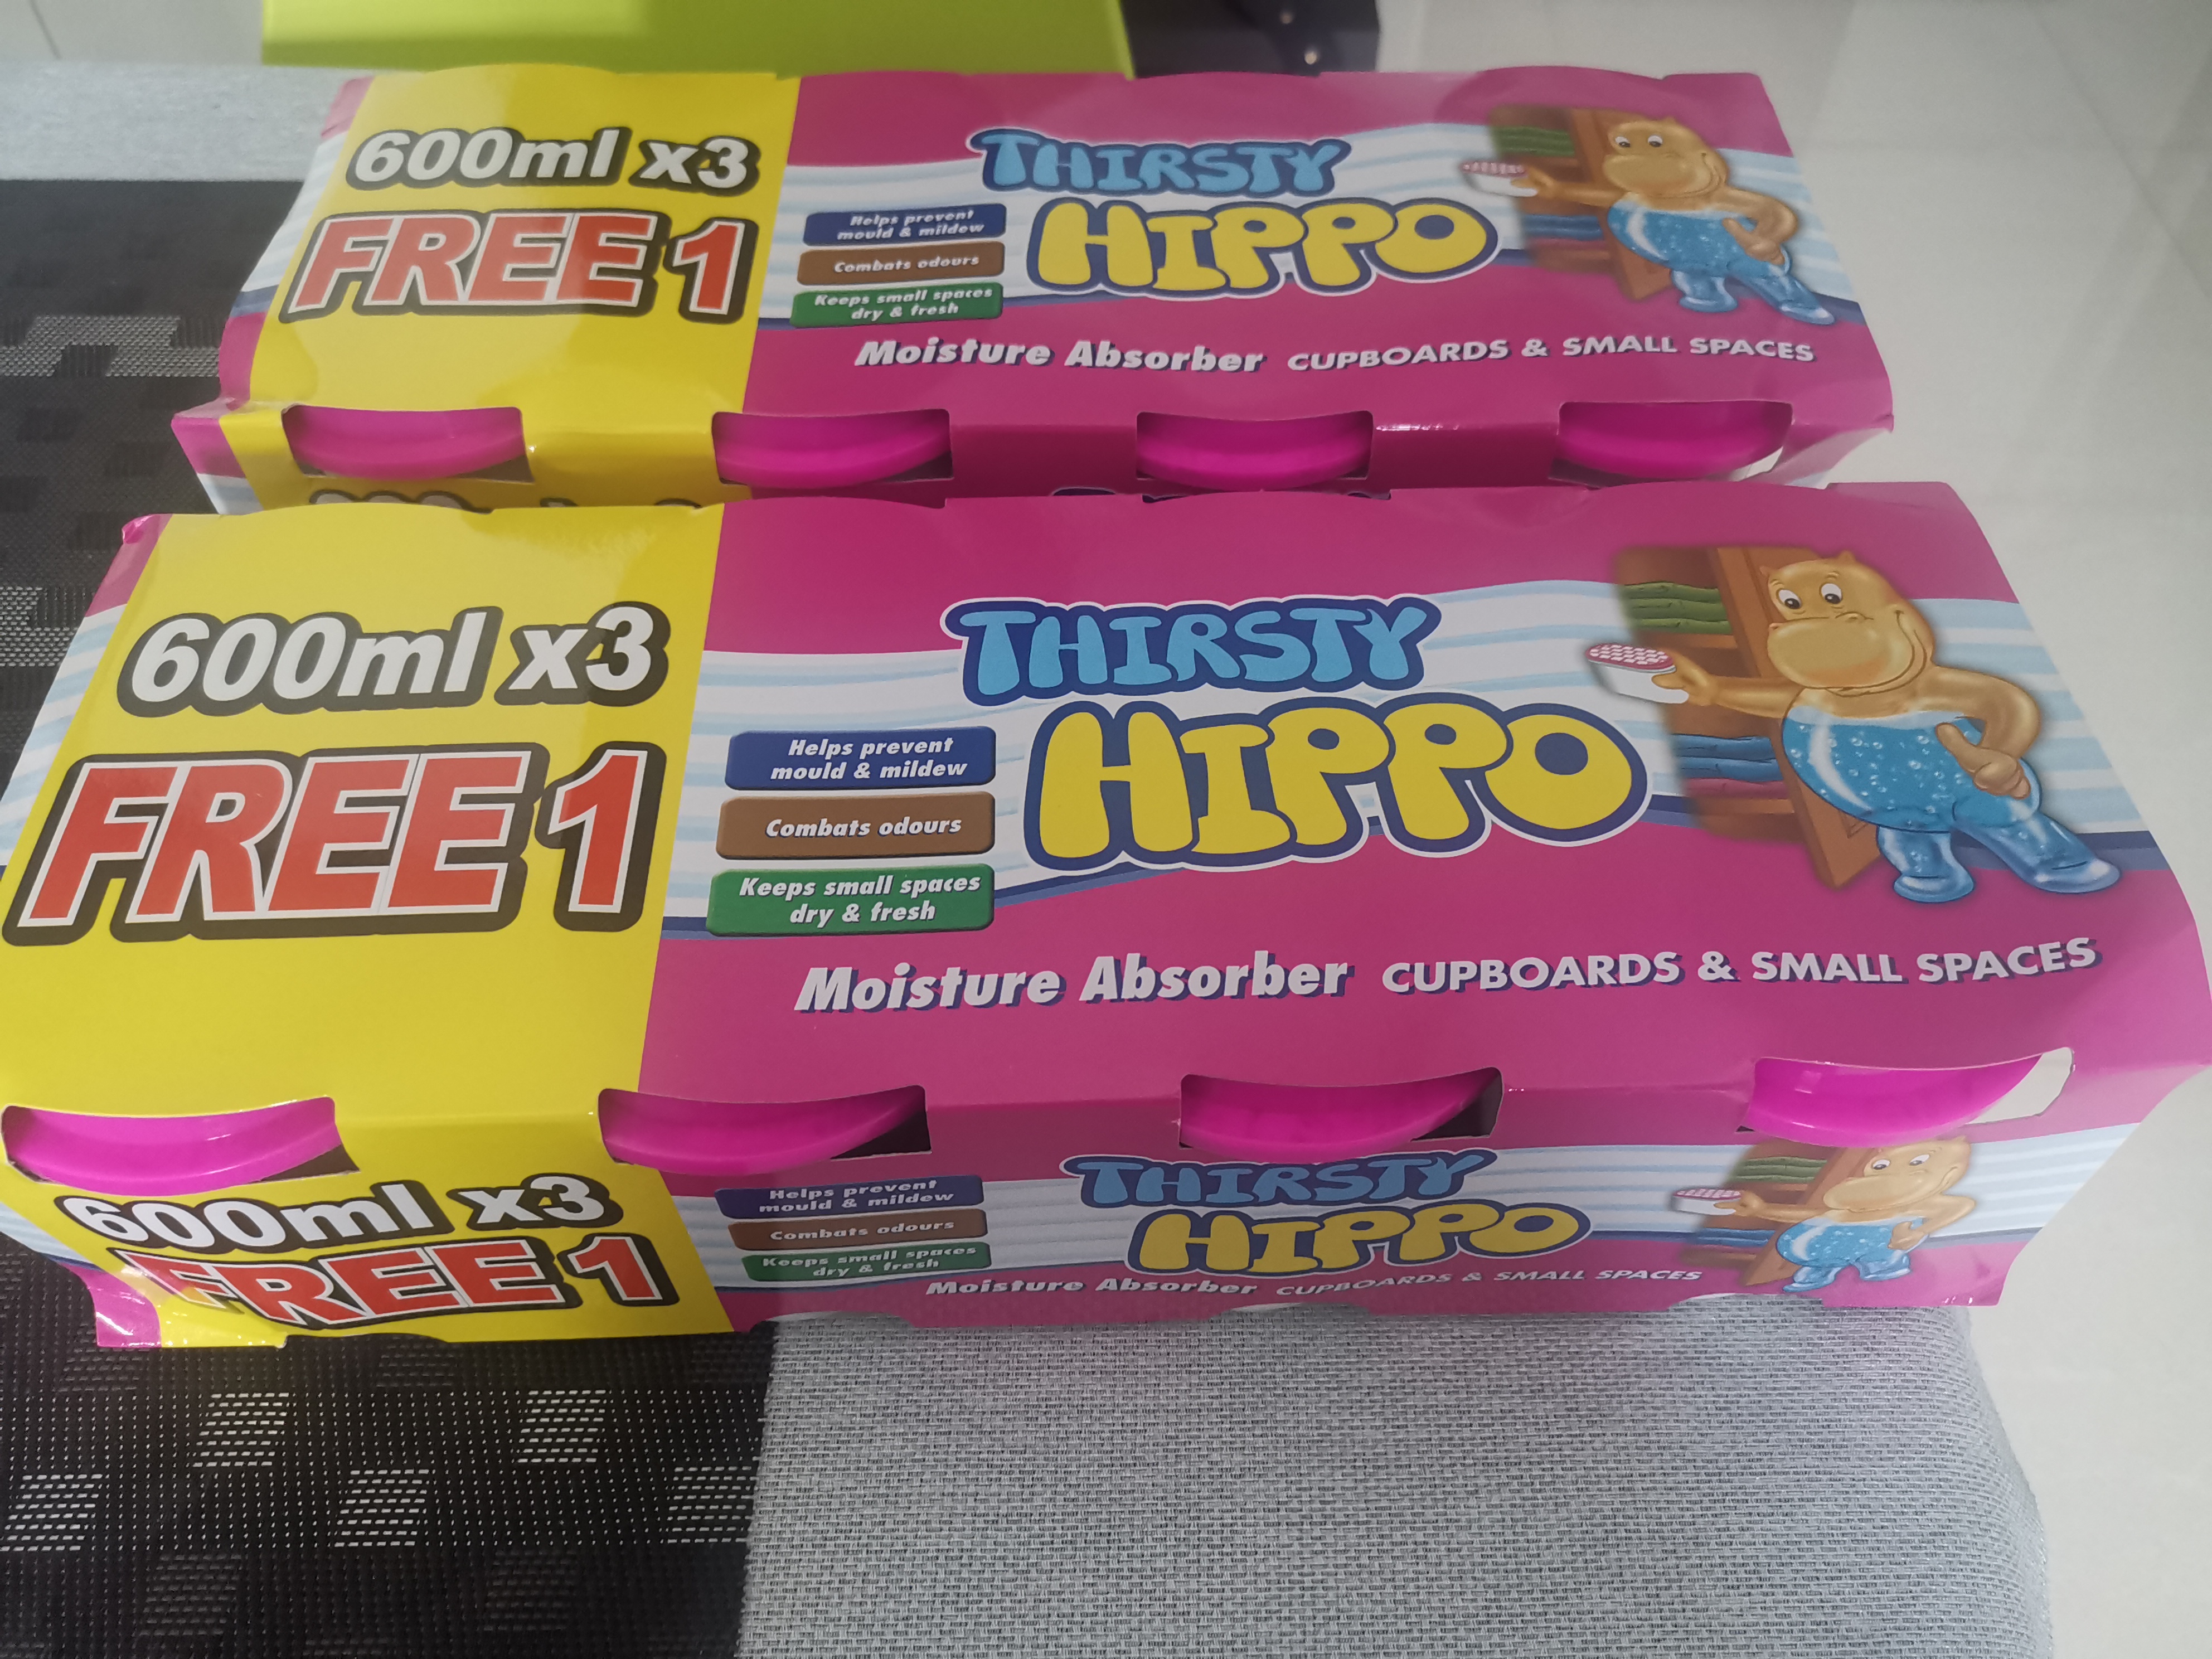 600ml x3
FREE 1
THIRSTY
HIPPO
Helps prevent
mould & mildew
Combats odours
Keeps small spaces
dry & fresh
Moisture Absorber CUPBOARDS & SMALL SPACES
600ml x3
FREE 1
THIRSTY
HIPPO
Helps prevent
mould & mildew
Combats odours
Keeps small spaces
dry & fresh
Moisture Absorber CUPBOARDS & SMALL SPACES
600ml x3
FREE 1
THIRSTY
HIPPO
Helps prevent
mould & mildew
Combats odours
Keeps small spaces
dry & fresh
Moisture Absorber CUPBOARDS & SMALL SPACES